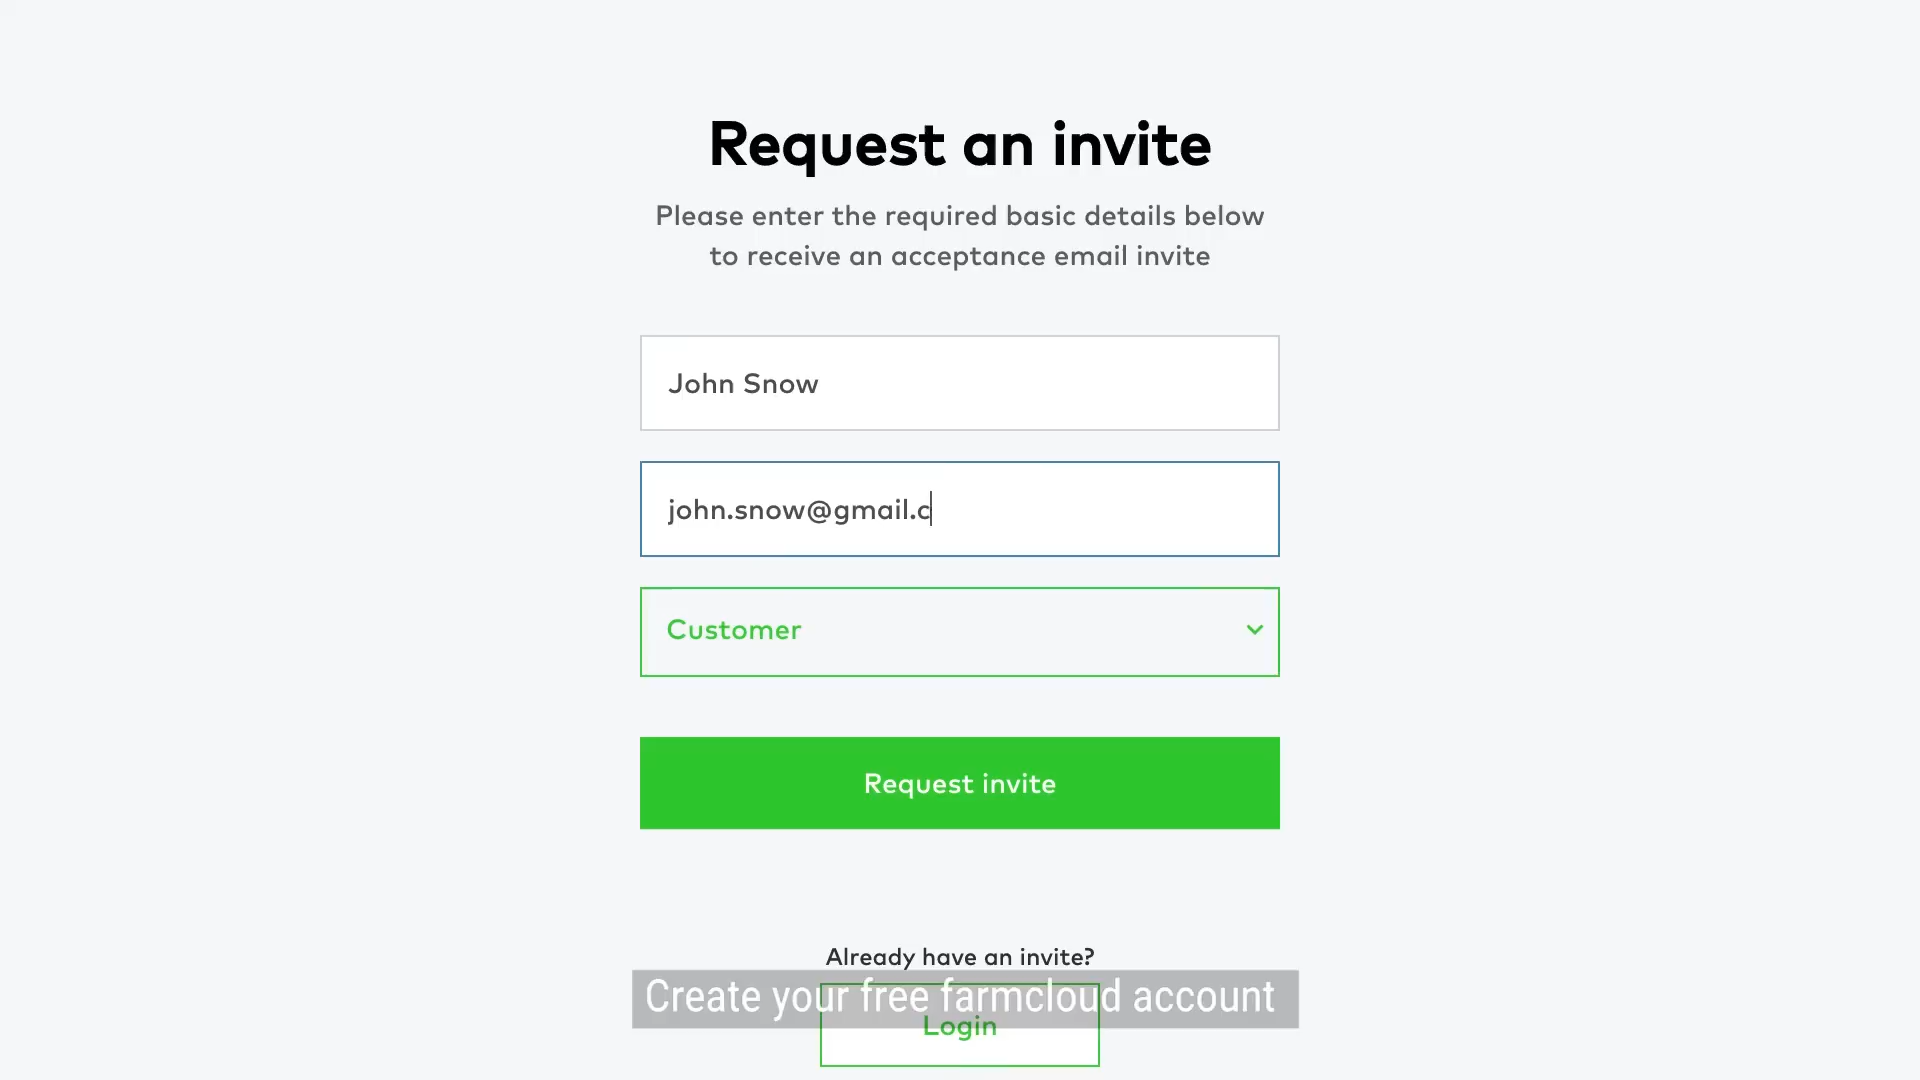 Request an invite
Please enter the required basic details below
to receive an acceptance email invite
John Snow
john.snow@gmail.c
Customer
Request invite
Already have an invite?
Create your free farmcloud account
Login